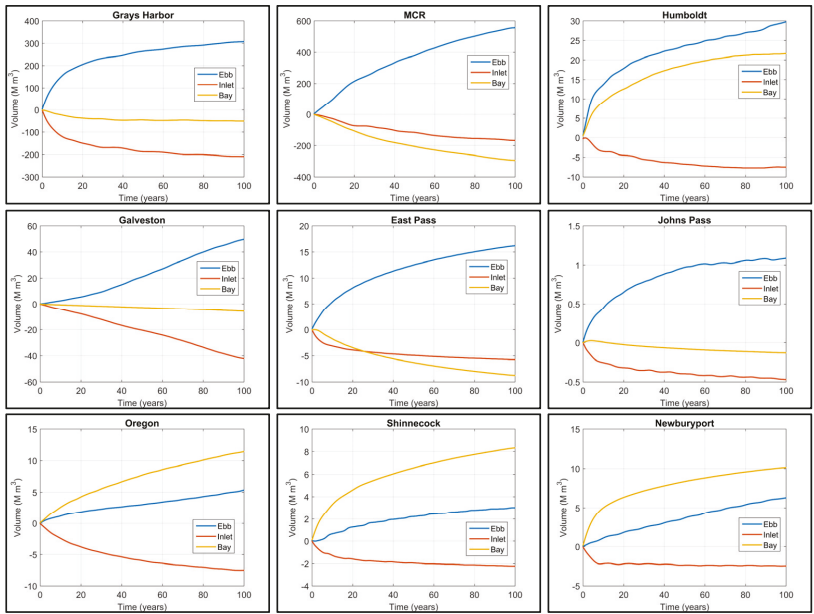 Grays Harbor
400
300
200
100
0
-100
-200
-300
0 20 40 60 80 100
Volume (M m³)
Time (years)
Ebb
Inlet
Bay
MCR
600
400
200
0
-200
-400
0 20 40 60 80 100
Volume (M m³)
Time (years)
Ebb
Inlet
Bay
Humboldt
30
25
20
15
10
5
0
-5
-10
0 20 40 60 80 100
Volume (M m³)
Time (years)
Ebb
Inlet
Bay
Galveston
60
40
20
0
-20
-40
-60
0 20 40 60 80 100
Volume (M m³)
Time (years)
Ebb
Inlet
Bay
East Pass
20
15
10
5
0
-5
-10
0 20 40 60 80 100
Volume (M m³)
Time (years)
Ebb
Inlet
Bay
Johns Pass
1.5
1
0.5
0
-0.5
0 20 40 60 80 100
Volume (M m³)
Time (years)
Ebb
Inlet
Bay
Oregon
15
10
5
0
-5
-10
0 20 40 60 80 100
Volume (M m³)
Time (years)
Ebb
Inlet
Bay
Shinnecock
10
8
6
4
2
0
-2
-4
0 20 40 60 80 100
Volume (M m³)
Time (years)
Ebb
Inlet
Bay
Newburyport
15
10
5
0
-5
0 20 40 60 80 100
Volume (M m³)
Time (years)
Ebb
Inlet
Bay